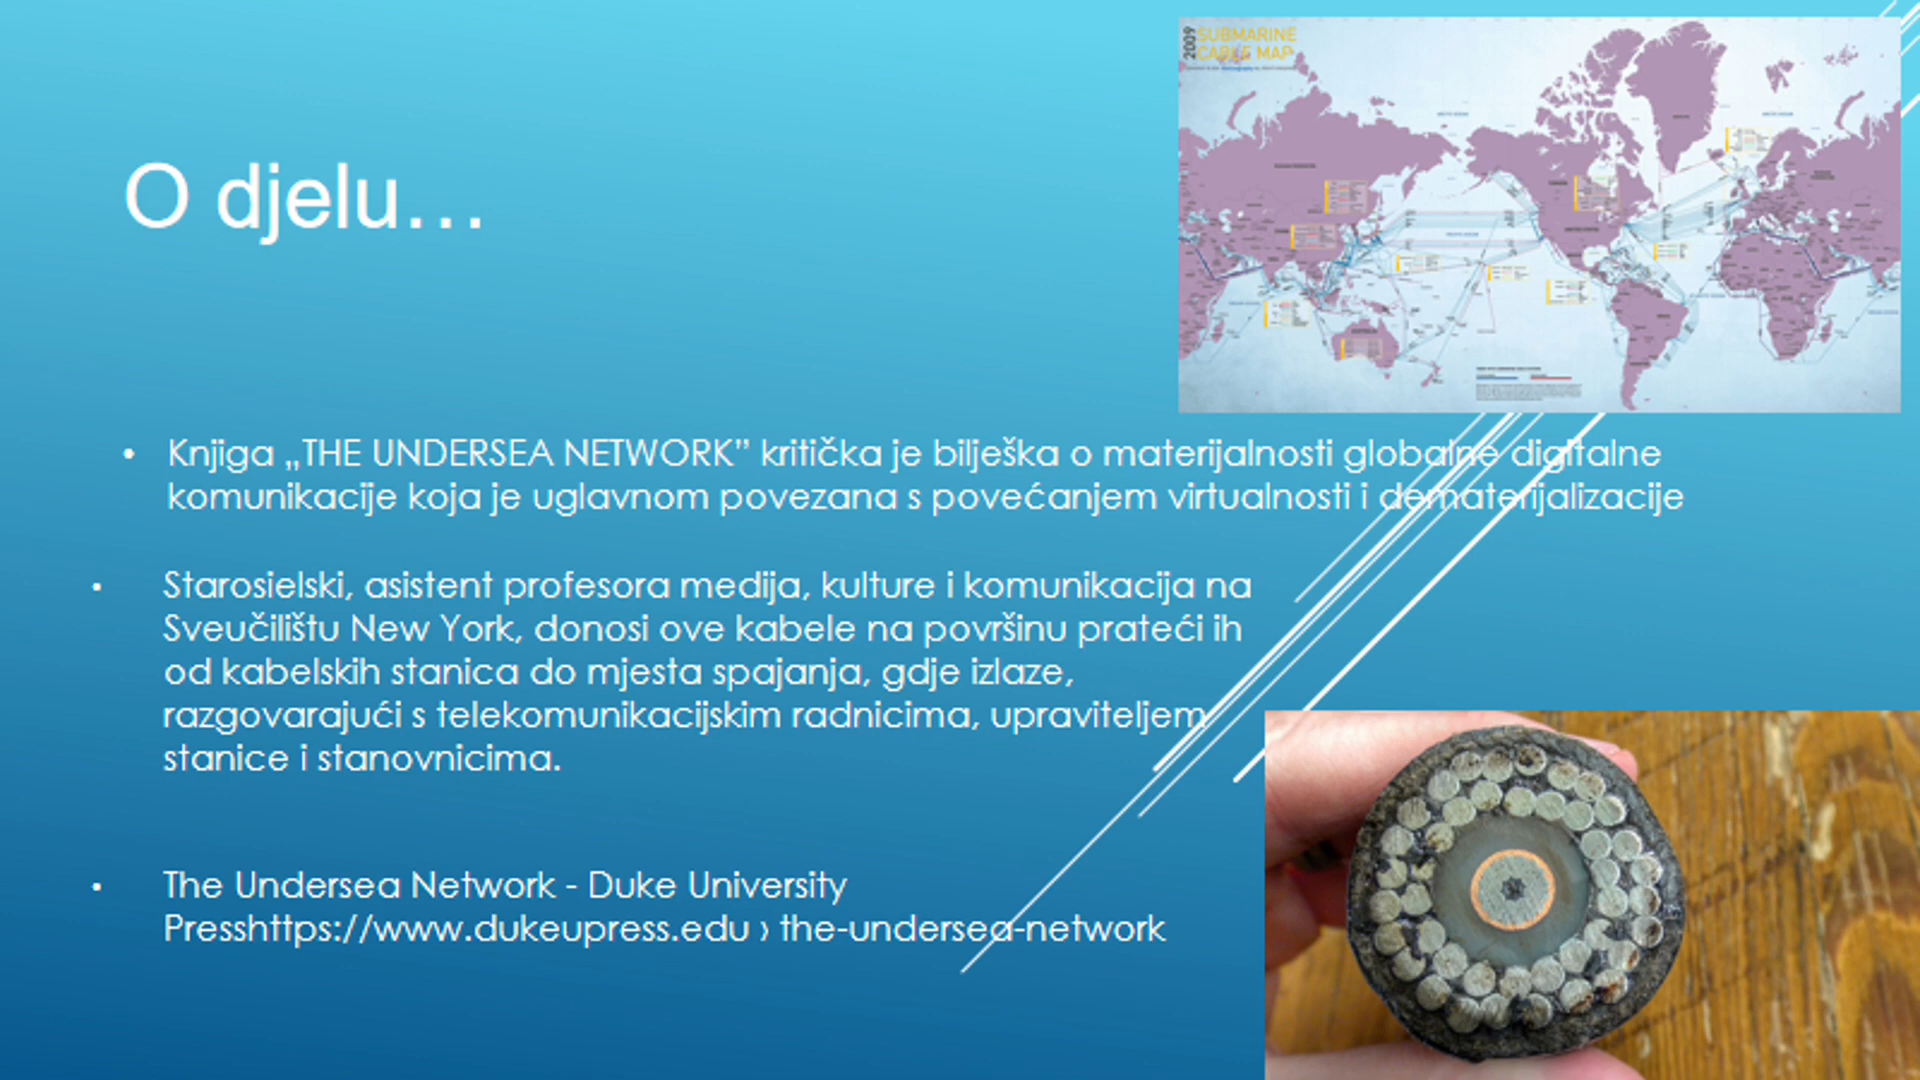 2009
SUBMARINE
CABLE MAP
O djelu...
• Knjiga „THE UNDERSEA NETWORK” kritička je bilješka o materijalnosti globalne digitalne
komunikacije koja je uglavnom povezana s povećanjem virtualnosti i dematerijalizacije
• Starosielski, asistent profesora medija, kulture i komunikacija na
Sveučilištu New York, donosi ove kabele na površinu prateći ih
od kabelskih stanica do mjesta spajanja, gdje izlaze,
razgovarajući s telekomunikacijskim radnicima, upraviteljem
stanice i stanovnicima.
• The Undersea Network - Duke University
Presshttps://www.dukeupress.edu › the-undersea-network